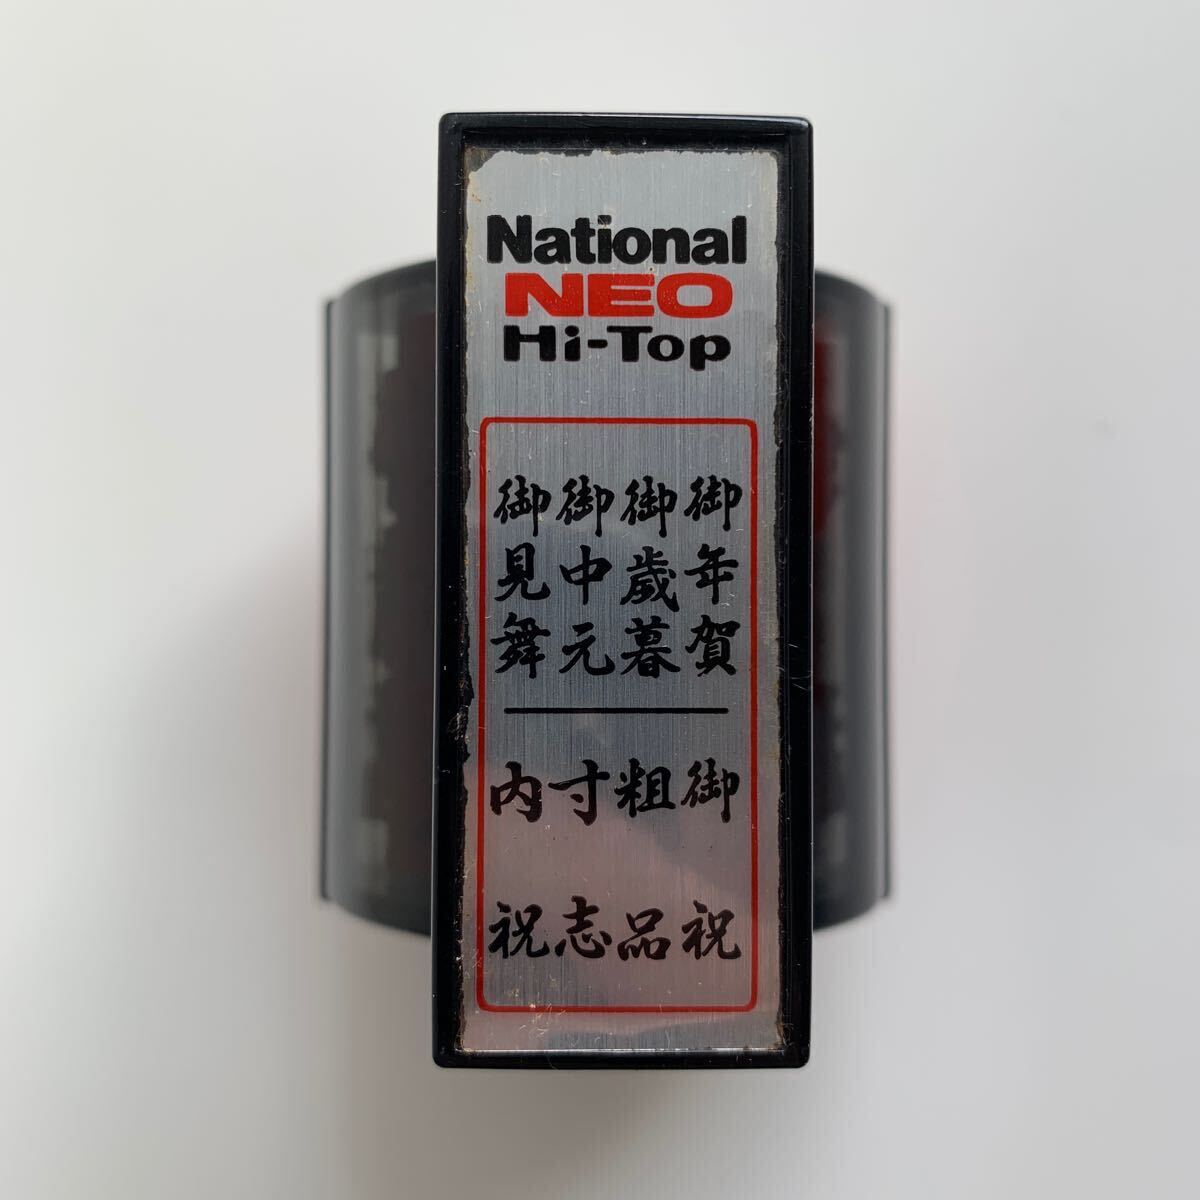 National
NEO
Hi-Top
御年賀
御歳暮
御中元
御見舞
御祝
粗品
寸志
内祝